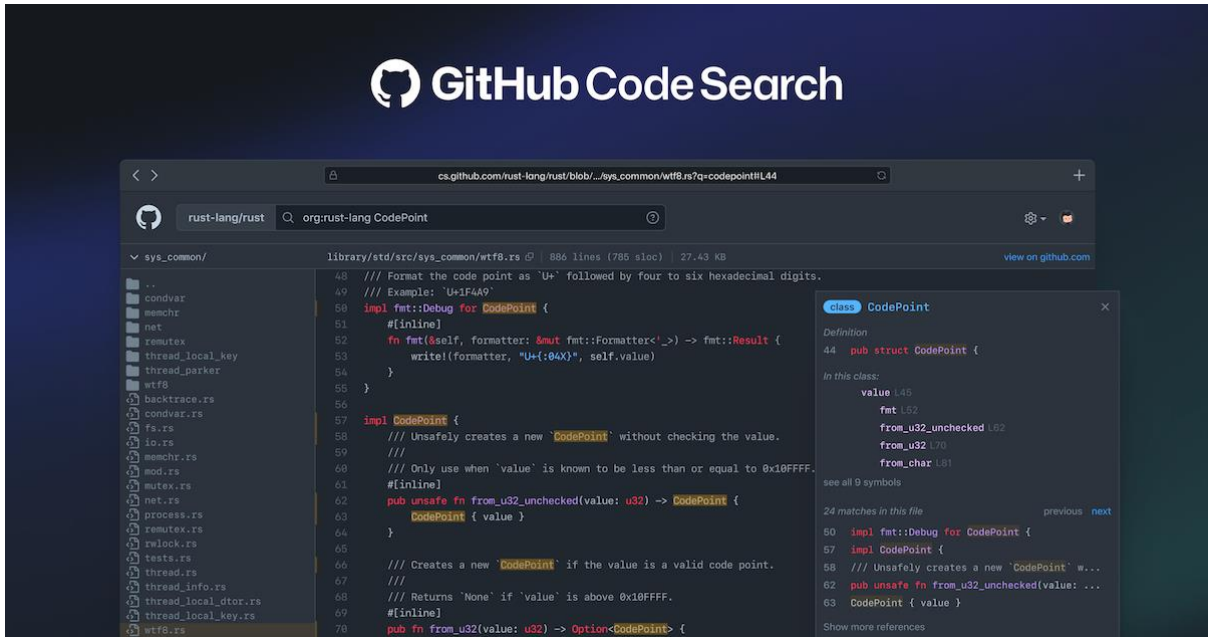 GitHub Code Search
cs.github.com/rust-lang/rust/blob/.../sys_common/wtf8.rs?q=codepoint#L44
rust-lang/rust
org:rust-lang CodePoint
sys_common/
library/std/src/sys_common/wtf8.rs
886 lines (785 sloc)
27.43 KB
view on github.com
..
condvar
memchr
net
remutex
thread_local_key
thread_parker
wtf8
backtrace.rs
condvar.rs
fs.rs
io.rs
memchr.rs
mod.rs
mutex.rs
net.rs
process.rs
remutex.rs
rwlock.rs
tests.rs
thread.rs
thread_info.rs
thread_local_dtor.rs
thread_local_key.rs
wtf8.rs
48 /// Format the code point as `U+` followed by four to six hexadecimal digits.
49 /// Example: `U+1F4A9`
50 impl fmt::Debug for CodePoint {
51 #[inline]
52 fn fmt(&self, formatter: &mut fmt::Formatter<'_>) -> fmt::Result {
53 write!(formatter, "U+{:04X}", self.value)
54 }
55 }
56
57 impl CodePoint {
58 /// Unsafely creates a new `CodePoint` without checking the value.
59 ///
60 /// Only use when `value` is known to be less than or equal to 0x10FFFF.
61 #[inline]
62 pub unsafe fn from_u32_unchecked(value: u32) -> CodePoint {
63 CodePoint { value }
64 }
65
66 /// Creates a new `CodePoint` if the value is a valid code point.
67 ///
68 /// Returns `None` if `value` is above 0x10FFFF.
69 #[inline]
70 pub fn from_u32(value: u32) -> Option<CodePoint> {
class CodePoint
Definition
44 pub struct CodePoint {
In this class:
value L45
fmt L52
from_u32_unchecked L62
from_u32 L70
from_char L81
see all 9 symbols
24 matches in this file
previous next
50 impl fmt::Debug for CodePoint {
57 impl CodePoint {
58 /// Unsafely creates a new `CodePoint` w...
62 pub unsafe fn from_u32_unchecked(value: ...
63 CodePoint { value }
Show more references